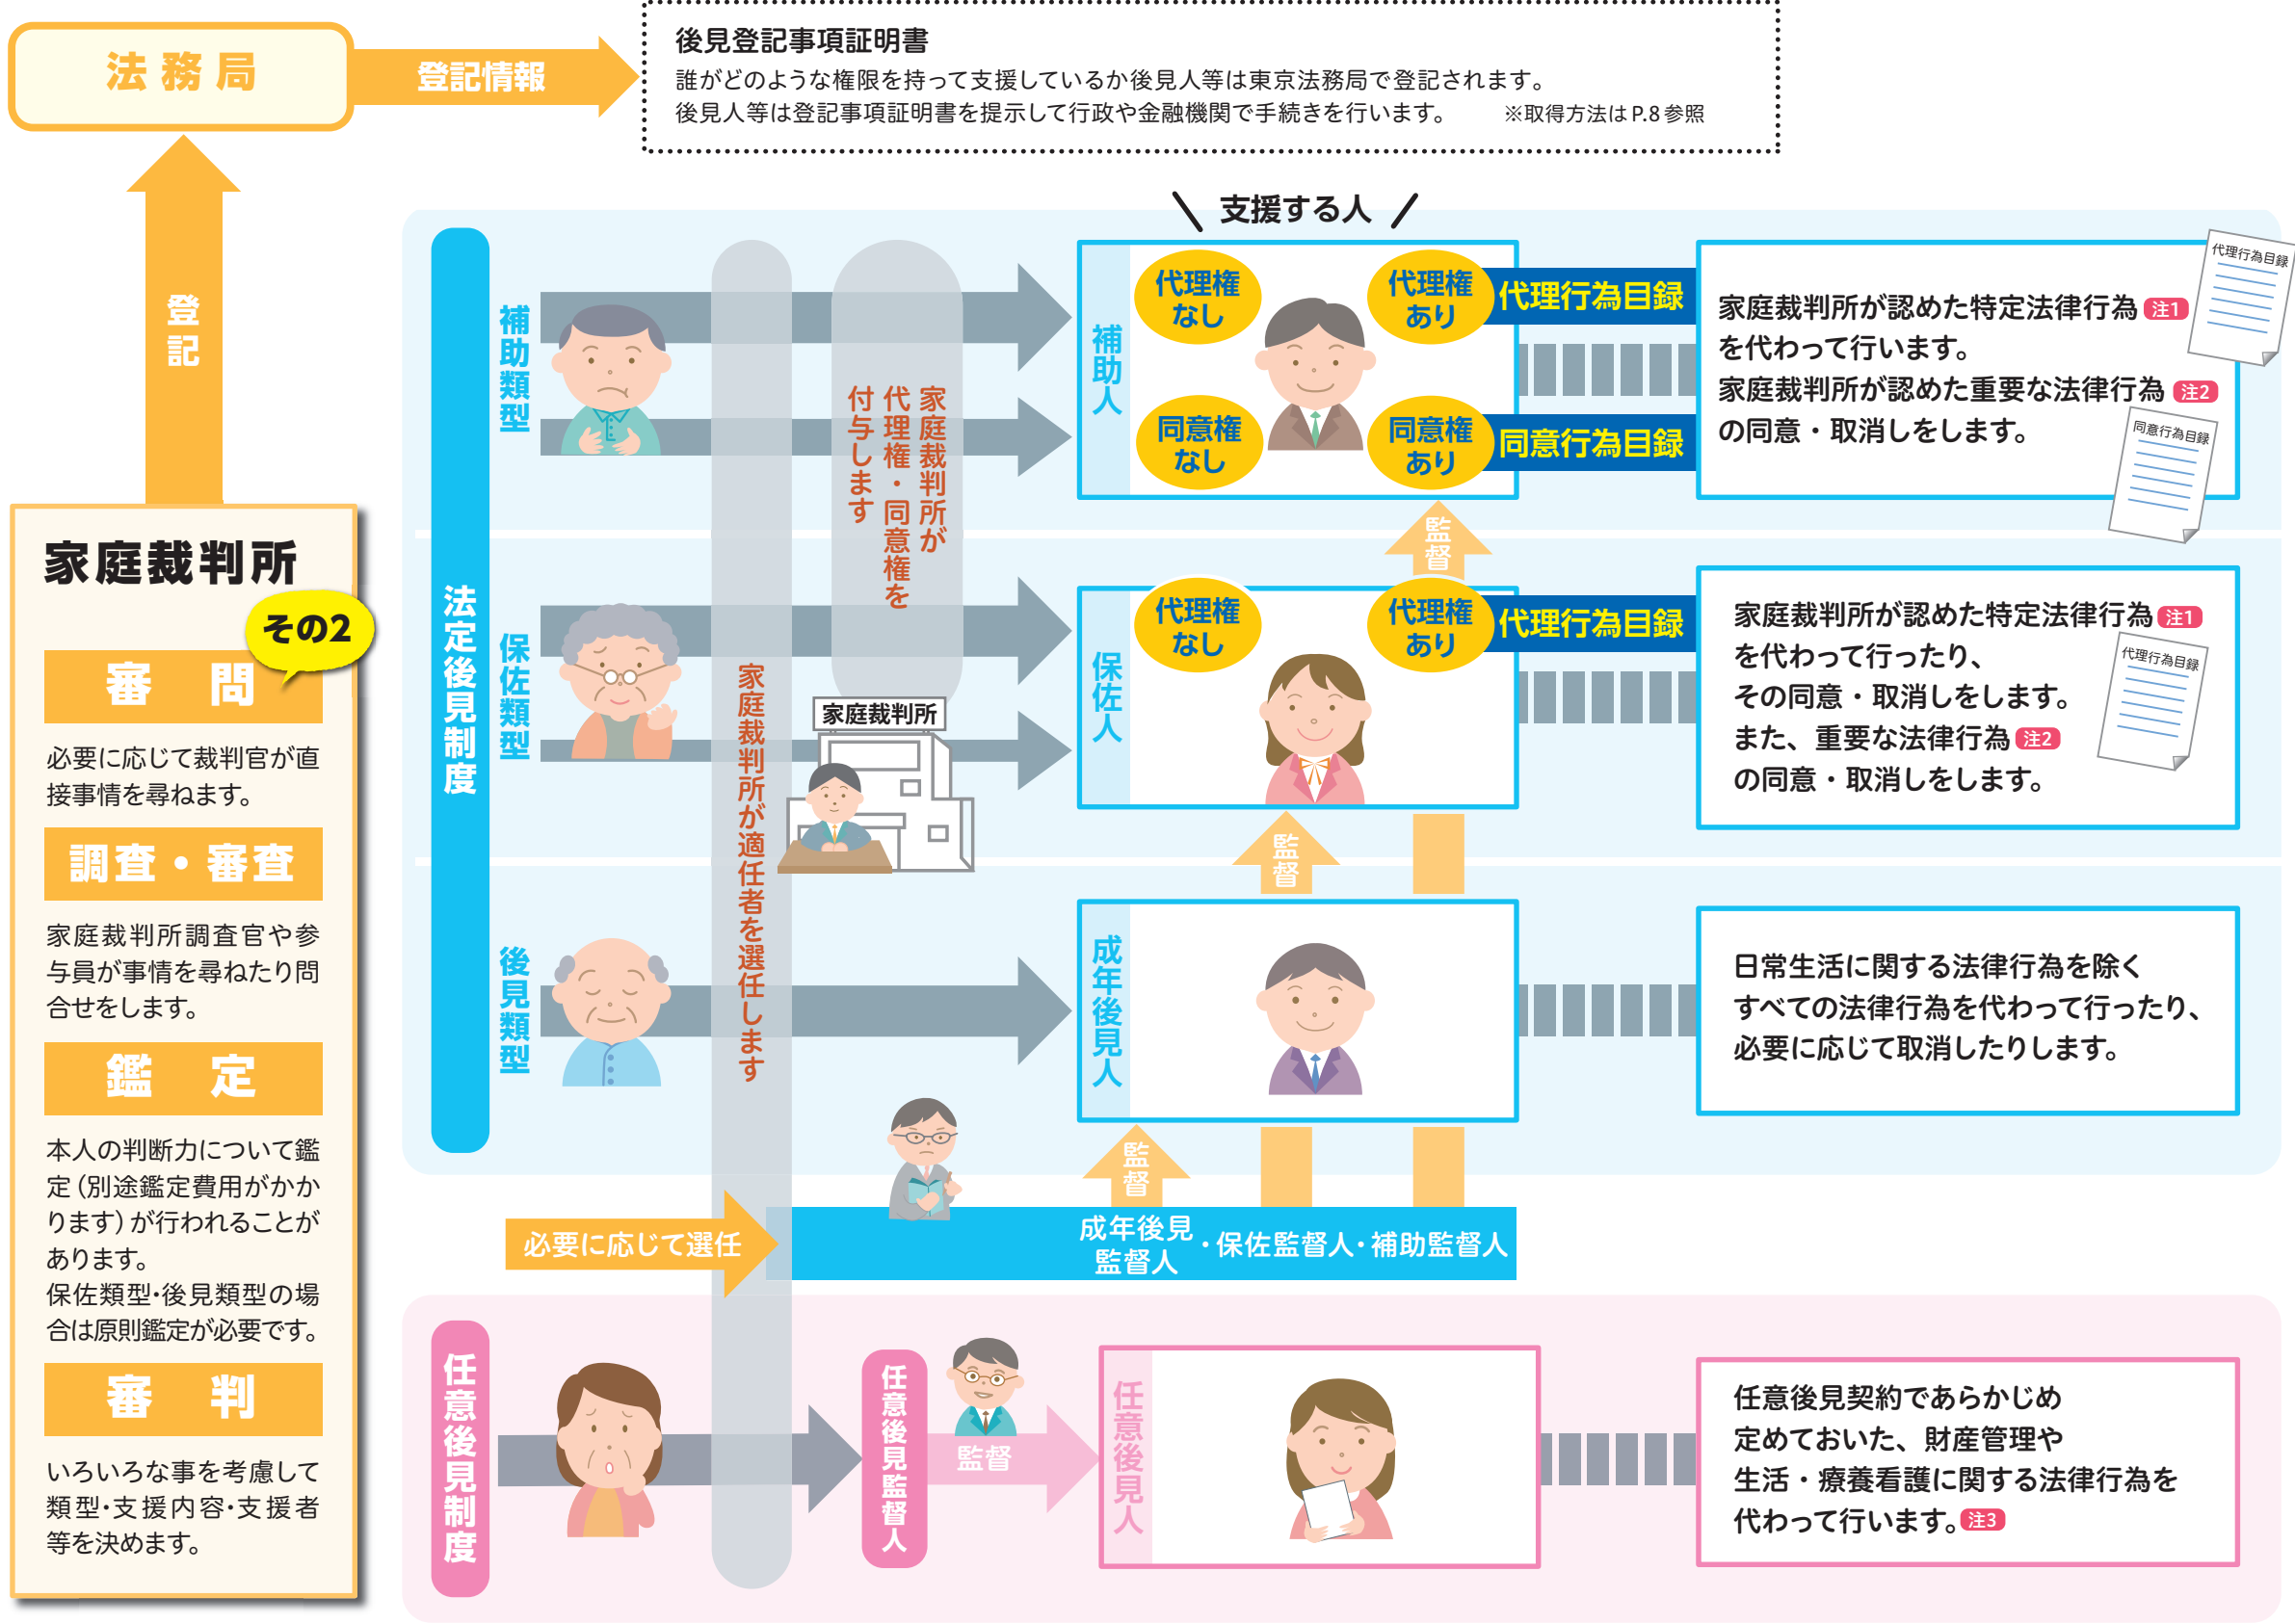 法務局
登記情報
後見登記事項証明書
誰がどのような権限を持って支援しているか後見人等は東京法務局で登記されます。
後見人等は登記事項証明書を提示して行政や金融機関で手続きを行います。　※取得方法はP.8参照
登記
家庭裁判所
その2
審問
必要に応じて裁判官が直
接事情を尋ねます。
調査・審査
家庭裁判所調査官や参
与員が事情を尋ねたり問
合せをします。
鑑定
本人の判断力について鑑
定（別途鑑定費用がかか
ります）が行われることが
あります。
保佐類型・後見類型の場
合は原則鑑定が必要です。
審判
いろいろな事を考慮して
類型・支援内容・支援者
等を決めます。
支援する人
法定後見制度
補助類型
家庭裁判所が
代理権・同意権を
付与します
補助人
代理権
なし
代理権
あり
同意権
なし
同意権
あり
代理行為目録
同意行為目録
家庭裁判所が認めた特定法律行為 注1
を代わって行います。
家庭裁判所が認めた重要な法律行為 注2
の同意・取消しをします。
代理行為目録
同意行為目録
監督
保佐類型
家庭裁判所が適任者を選任します
家庭裁判所
保佐人
代理権
なし
代理権
あり
代理行為目録
家庭裁判所が認めた特定法律行為 注1
を代わって行ったり、
その同意・取消しをします。
また、重要な法律行為 注2
の同意・取消しをします。
代理行為目録
監督
後見類型
成年後見人
日常生活に関する法律行為を除く
すべての法律行為を代わって行ったり、
必要に応じて取消したりします。
監督
必要に応じて選任
成年後見
監督人
・保佐監督人・補助監督人
任意後見制度
任意後見監督人
監督
任意後見人
任意後見契約であらかじめ
定めておいた、財産管理や
生活・療養看護に関する法律行為を
代わって行います。注3